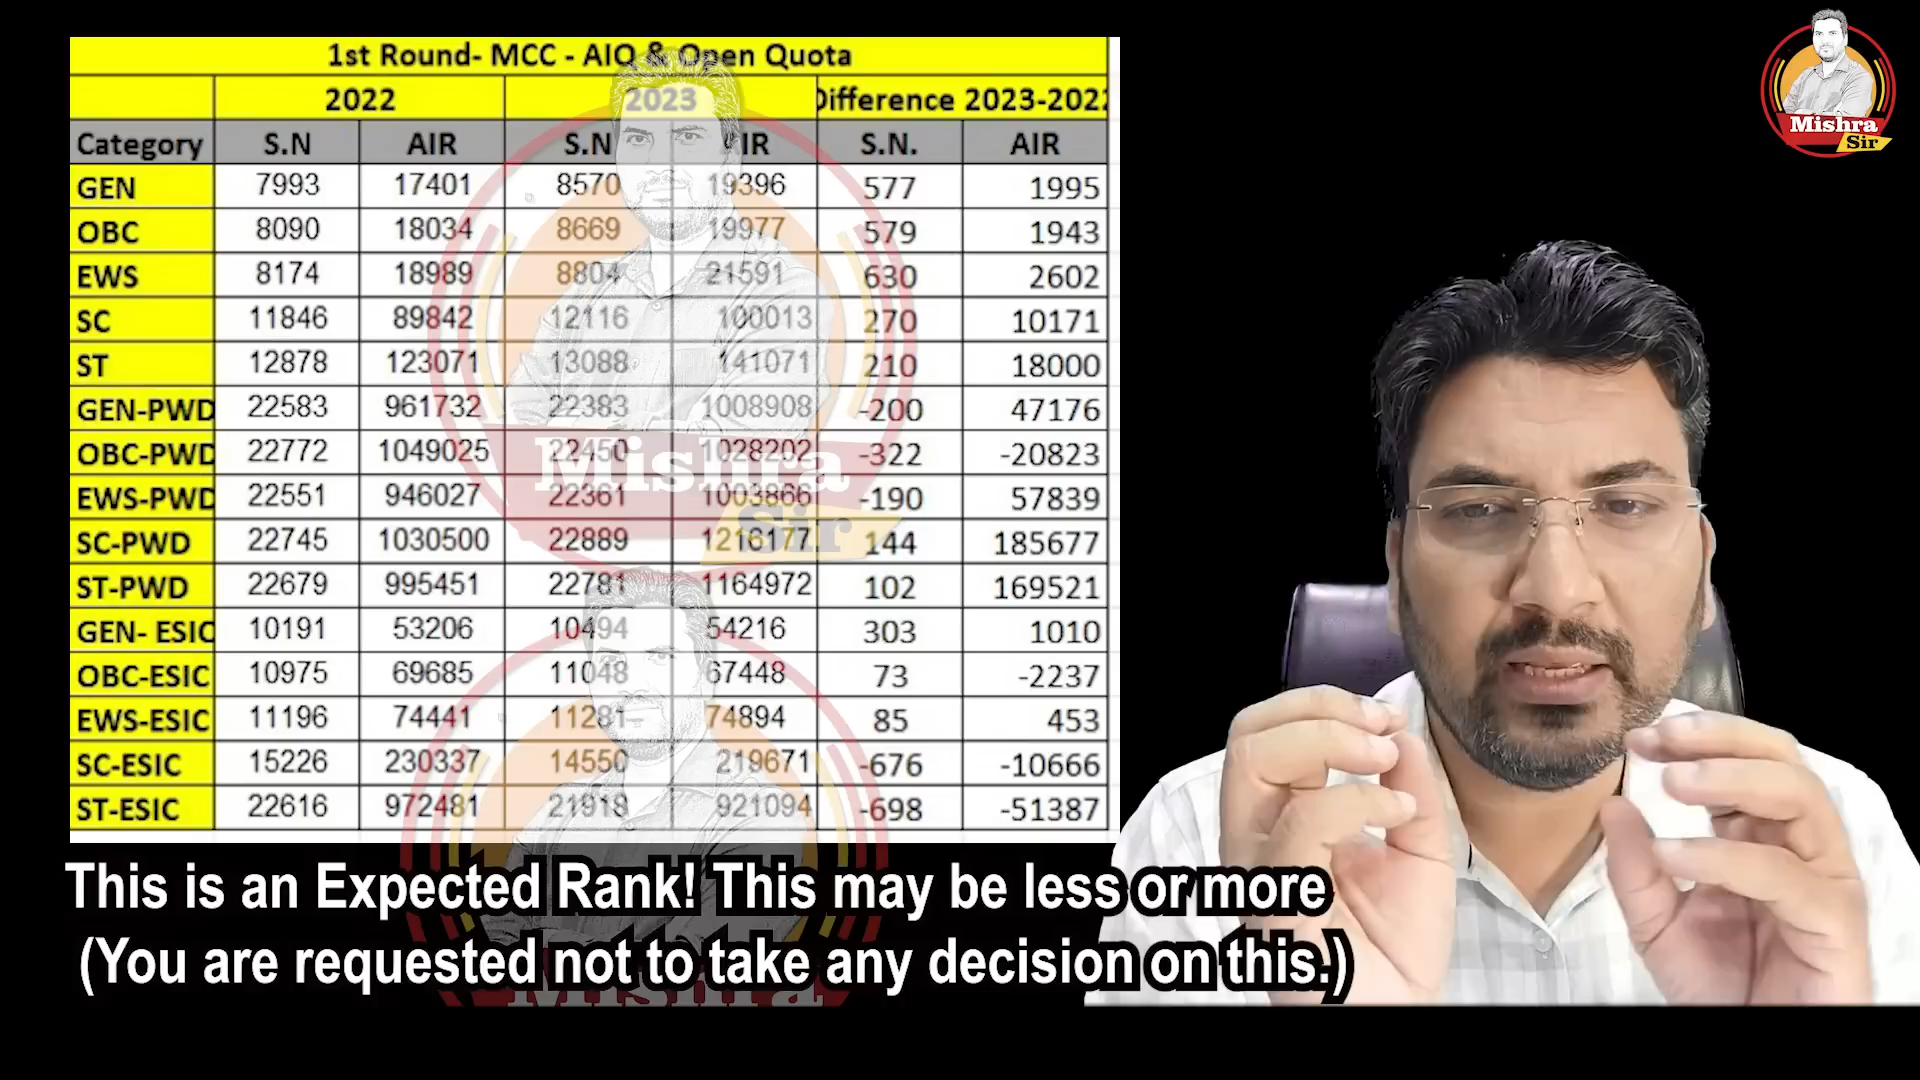 1st Round- MCC - AIQ & Open Quota
2022 2023 Difference 2023-2022
Category S.N AIR S.N AIR S.N. AIR
GEN 7993 17401 8570 19396 577 1995
OBC 8090 18034 8669 19977 579 1943
EWS 8174 18989 8804 21591 630 2602
SC 11846 89842 12116 100013 270 10171
ST 12878 123071 13088 141071 210 18000
GEN-PWD 22583 961732 22383 1008908 -200 47176
OBC-PWD 22772 1049025 22450 1028202 -322 -20823
EWS-PWD 22551 946027 22361 1003866 -190 57839
SC-PWD 22745 1030500 22889 1216177 144 185677
ST-PWD 22679 995451 22781 1164972 102 169521
GEN- ESIC 10191 53206 10494 54216 303 1010
OBC-ESIC 10975 69685 11048 67448 73 -2237
EWS-ESIC 11196 74441 11281 74894 85 453
SC-ESIC 15226 230337 14550 219671 -676 -10666
ST-ESIC 22616 972481 21918 921094 -698 -51387
This is an Expected Rank! This may be less or more
(You are requested not to take any decision on this.)
Mishra
Sir
Mishra
Sir
Mishra